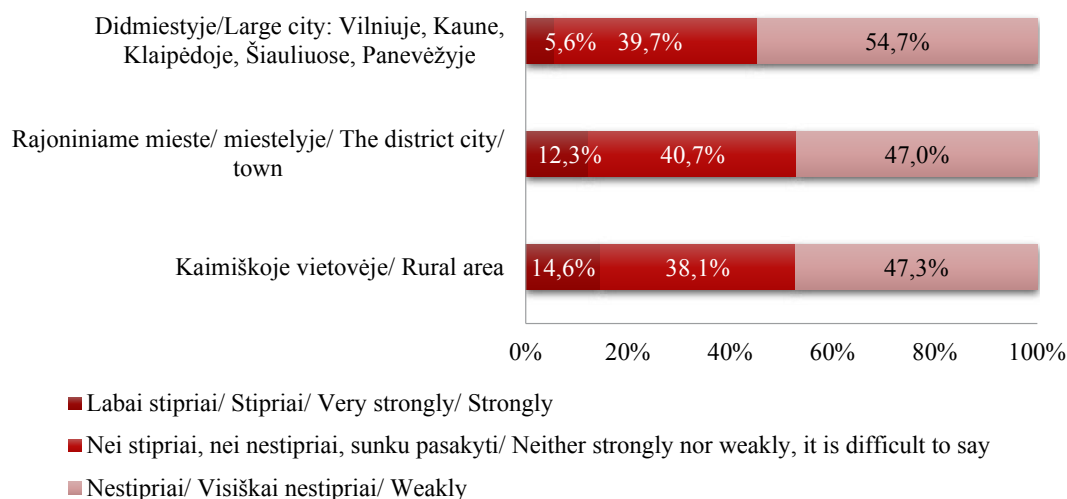 Didmiestyje/Large city: Vilniuje, Kaune,
Klaipėdoje, Šiauliuose, Panevėžyje
5,6% 39,7% 54,7%
Rajoniniame mieste/ miestelyje/ The district city/
town
12,3% 40,7% 47,0%
Kaimiškoje vietovėje/ Rural area
14,6% 38,1% 47,3%
0% 20% 40% 60% 80% 100%
Labai stipriai/ Stipriai/ Very strongly/ Strongly
Nei stipriai, nei nestipriai, sunku pasakyti/ Neither strongly nor weakly, it is difficult to say
Nestipriai/ Visiškai nestipriai/ Weakly